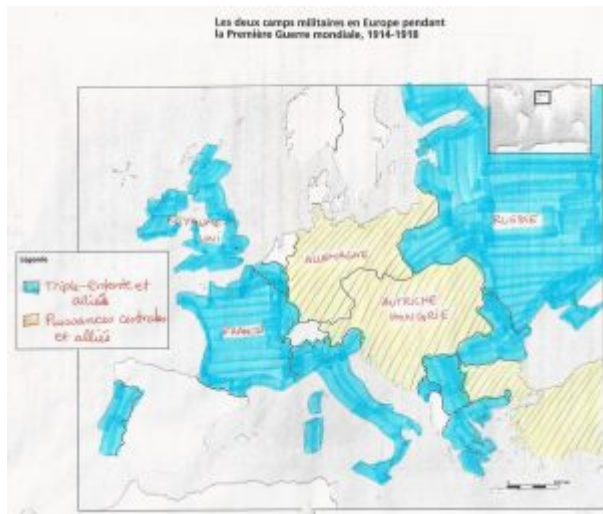 Les deux camps militaires en Europe pendant
la Première Guerre mondiale, 1914-1918
ROYAUME
UNI
RUSSIE
ALLEMAGNE
Légende
Triple-Entente et
alliés
Puissances centrales
et alliés
AUTRICHE
HONGRIE
FRANCE